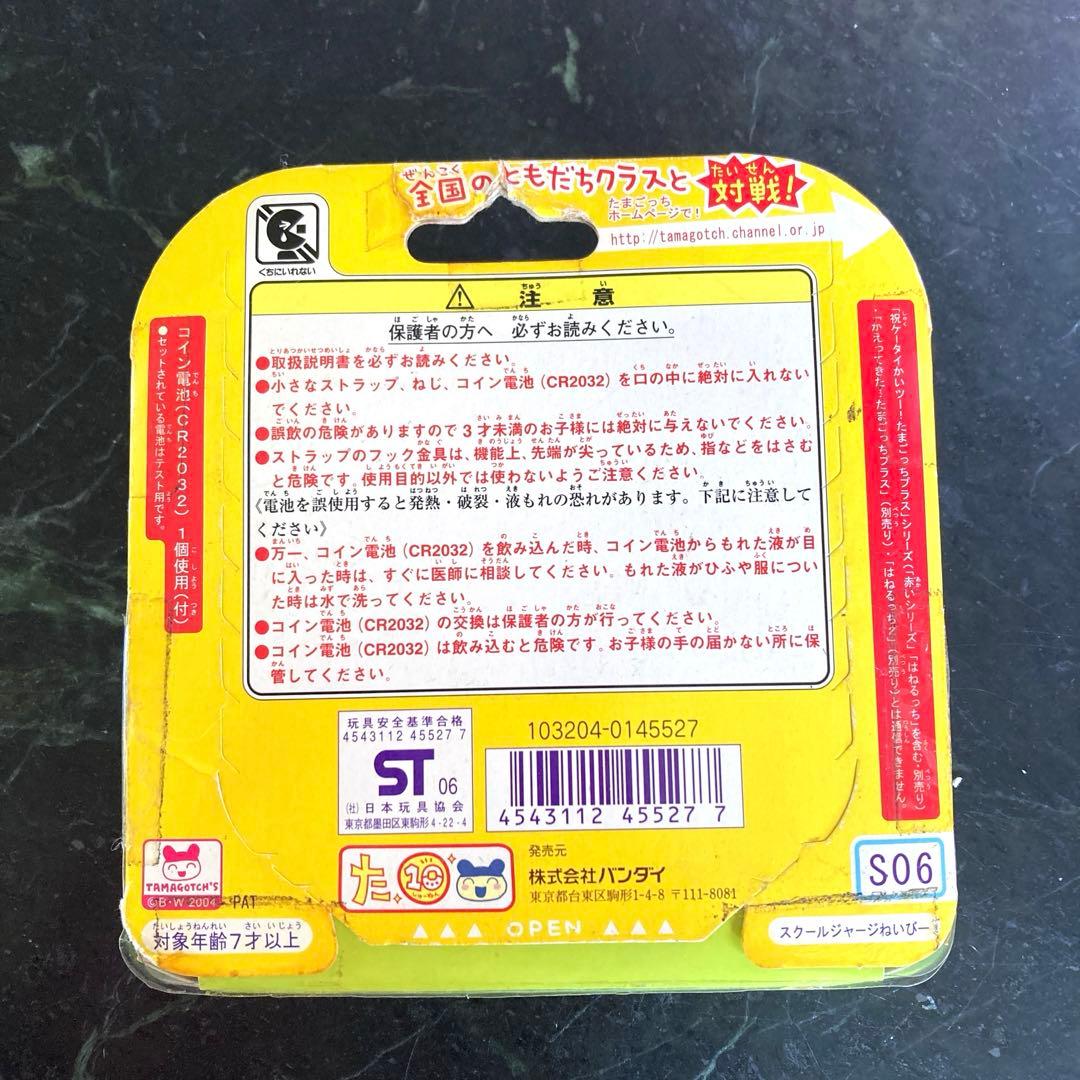 全国のともだちクラスと対戦!
たまごっち
ホームページで!
http://tamagotch.channel.or.jp
くちにいれない
注意
保護者の方へ 必ずお読みください。
●取扱説明書を必ずお読みください。
●小さなストラップ、ねじ、コイン電池(CR2032)を口の中に絶対に入れない
でください。
●誤飲の危険がありますので3才未満のお子様には絶対に与えないでください。
●ストラップのフック金具は、機能上、先端が尖っているため、指などをはさむ
と危険です。使用目的以外では使わないようご注意ください。
《電池を誤使用すると発熱・破裂・液もれの恐れがあります。下記に注意して
ください》
●万一、コイン電池(CR2032)を飲み込んだ時、コイン電池からもれた液が目
に入った時は、すぐに医師に相談してください。もれた液がひふや服につい
た時は水で洗ってください。
●コイン電池(CR2032)の交換は保護者の方が行ってください。
●コイン電池(CR2032)は飲み込むと危険です。お子様の手の届かない所に保
管してください。
コイン電池(CR2032)1個使用(付)
●セットされている電池はテスト用です。
「祝ケータイかいツー!たまごっちプラス」シリーズ(「赤いシリーズ」「はねるっち」を含む・別売り)
「かえってきた!たまごっちプラス」(別売り)・「はねるっち2」(別売り)とは通信できません。
玩具安全基準合格
4543112 45527 7
ST 06
(社)日本玩具協会
東京都墨田区東駒形4-22-4
103204-0145527
4543112 455277
TAMAGOTCH'S
©B・W 2004
PAT
対象年齢7才以上
た
10
発売元
株式会社バンダイ
東京都台東区駒形1-4-8 〒111-8081
▲▲▲ OPEN ▲▲▲
S06
スクールジャージねいびー